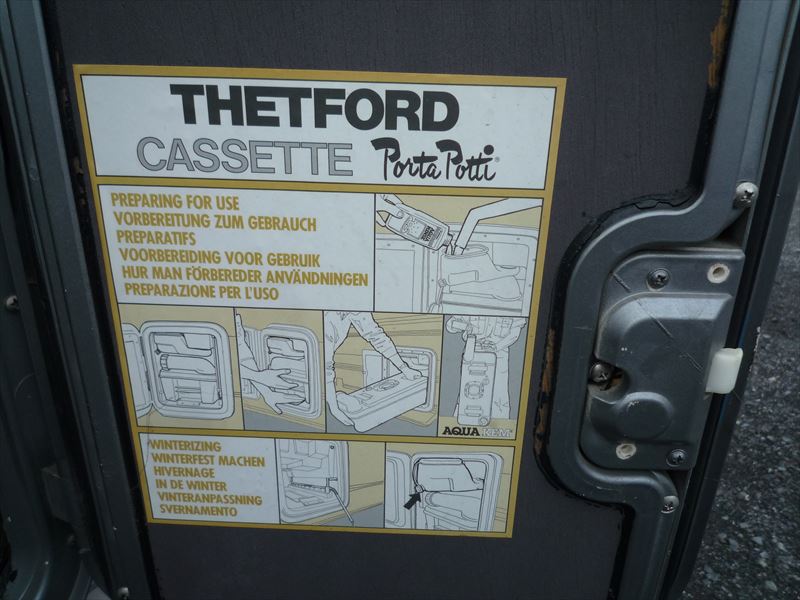 THETFORD
CASSETTE Porta Potti®
PREPARING FOR USE
VORBEREITUNG ZUM GEBRAUCH
PREPARATIFS
VOORBEREIDING VOOR GEBRUIK
HUR MAN FÖRBEREDER ANVÄNDNINGEN
PREPARAZIONE PER L'USO
AQUA KEM
WINTERIZING
WINTERFEST MACHEN
HIVERNAGE
IN DE WINTER
VINTERANPASSNING
SVERNAMENTO